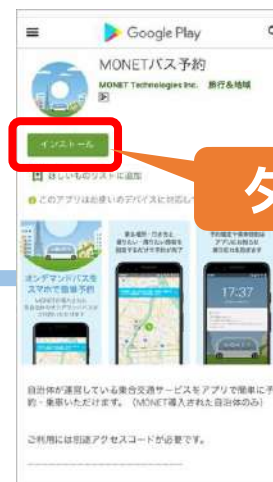 Google Play
MONETバス予約
MONET Technologies Inc. 旅行&地域
インストール
ほしいものリストに追加
このアプリはお使いのデバイスに対応し
タ
オンデマンドバスを
スマホで簡単予約
17:37
自治体が運営している乗合交通サービスをアプリで簡単に予
約・乗車いただけます。（MONET導入された自治体のみ）
ご利用には別途アクセスコードが必要です。